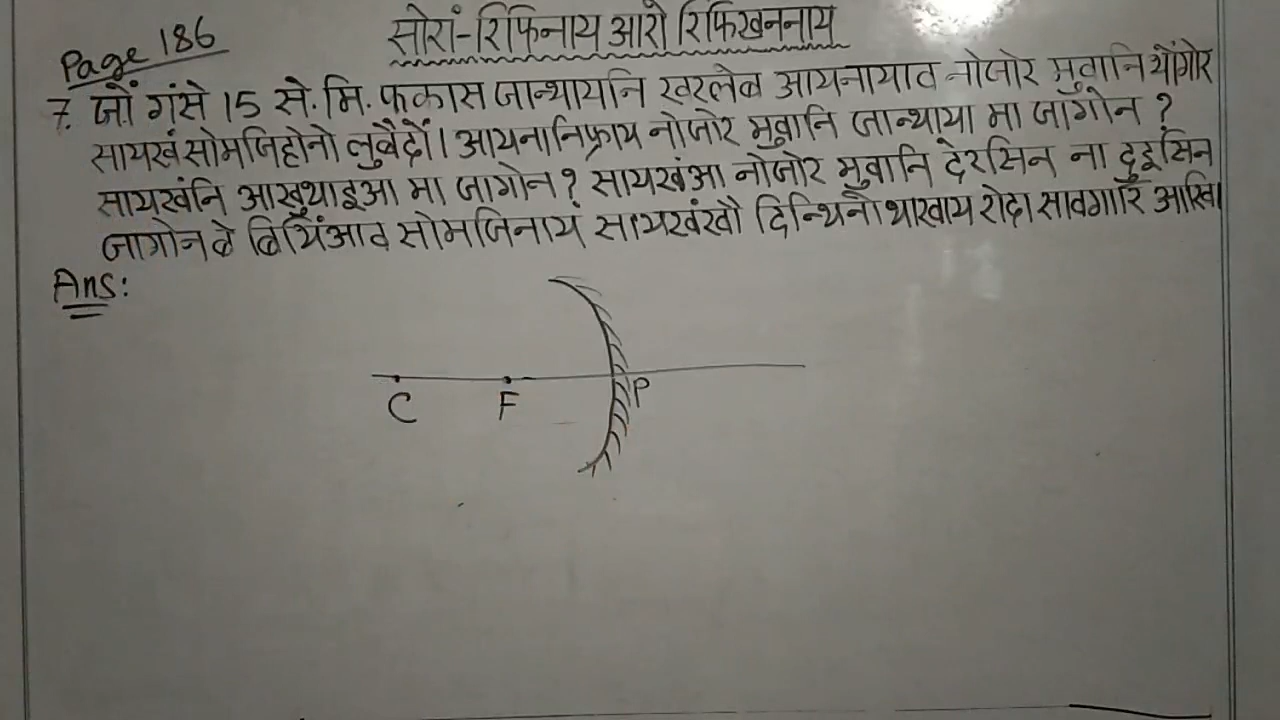 Page 186
सोरां-रिफिनाय आरो रिफिखननाय
7. जों गंसे 15 से. मि. फकास जान्थायनि खरलेब आयनायाव नोजोर मुवानि थोंगोर
सायखं सोमजिहोनो लुबैदों। आयनानिफ्राय नोजोर मुवानि जान्थाया मा जागोन ?
सायखंनि आखुथाइआ मा जागोन ? सायखंआ नोजोर मुवानि देरसिन ना दुइसिन
जागोन बे बिथिंआव सोमजिनाय सायखंखौ दिन्थिनो थाखाय रोदा सावगारि आखि।
Ans:
C
F
P